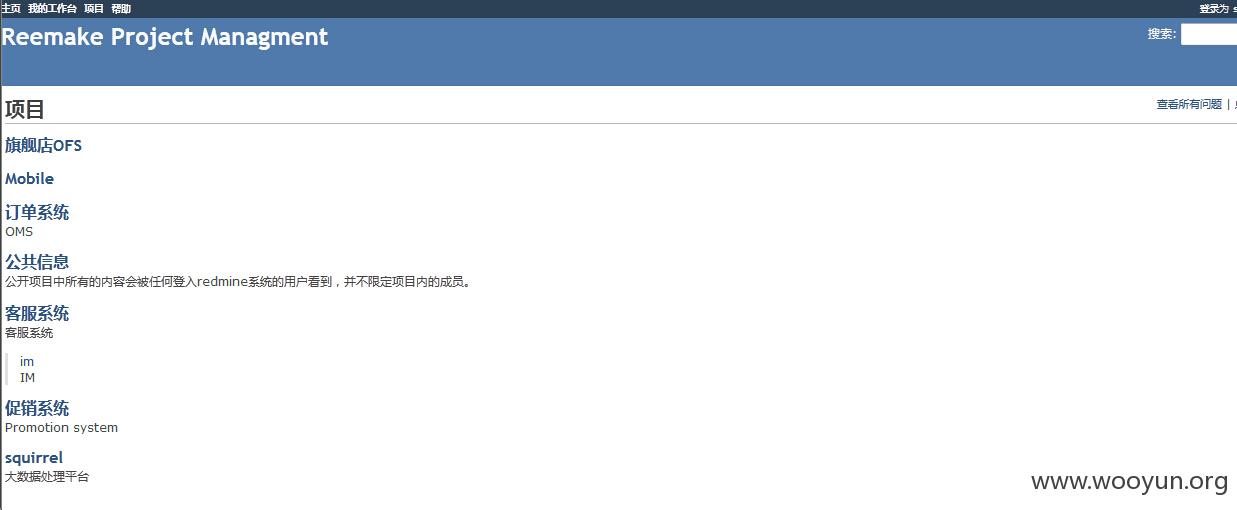 主页 我的工作台 项目 帮助 登录为
Reemake Project Managment
搜索:
项目
查看所有问题 |
旗舰店OFS
Mobile
订单系统
OMS
公共信息
公开项目中所有的内容会被任何登入redmine系统的用户看到，并不限定项目内的成员。
客服系统
客服系统
im
IM
促销系统
Promotion system
squirrel
大数据处理平台
www.wooyun.org